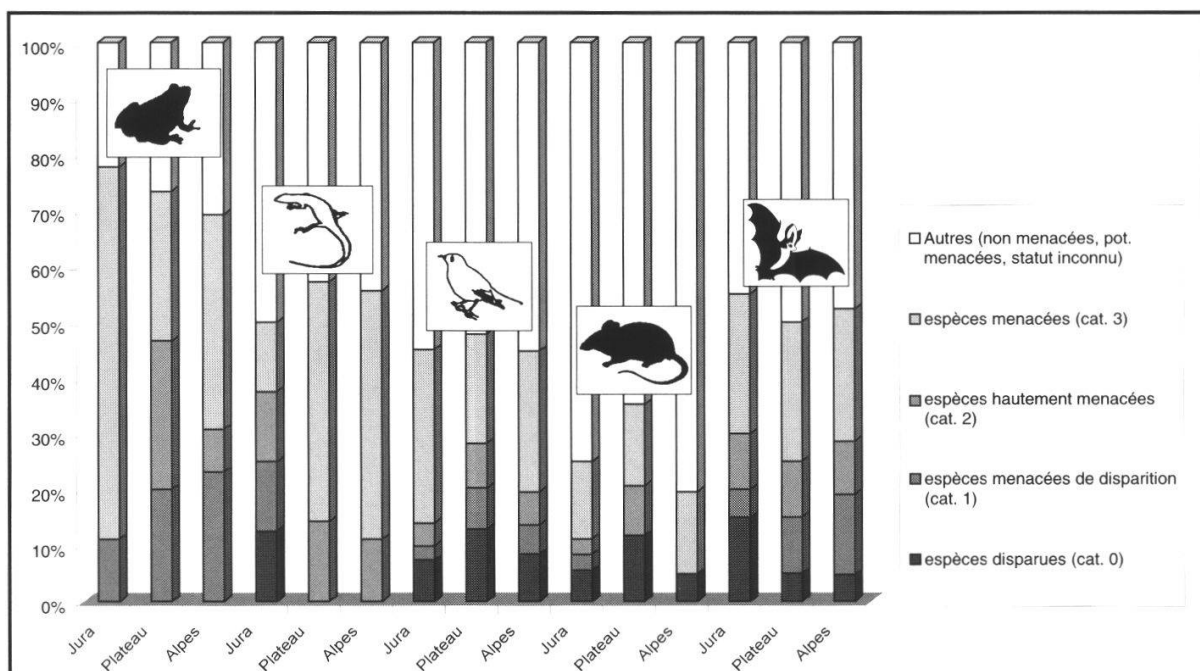 100%
90%
80%
70%
60%
50%
40%
30%
20%
10%
0%
Jura
Plateau
Alpes
Jura
Plateau
Alpes
Jura
Plateau
Alpes
Jura
Plateau
Alpes
Jura
Plateau
Alpes
Autres (non menacées, pot.
menacées, statut inconnu)
espèces menacées (cat. 3)
espèces hautement menacées
(cat. 2)
espèces menacées de disparition
(cat. 1)
espèces disparues (cat. 0)